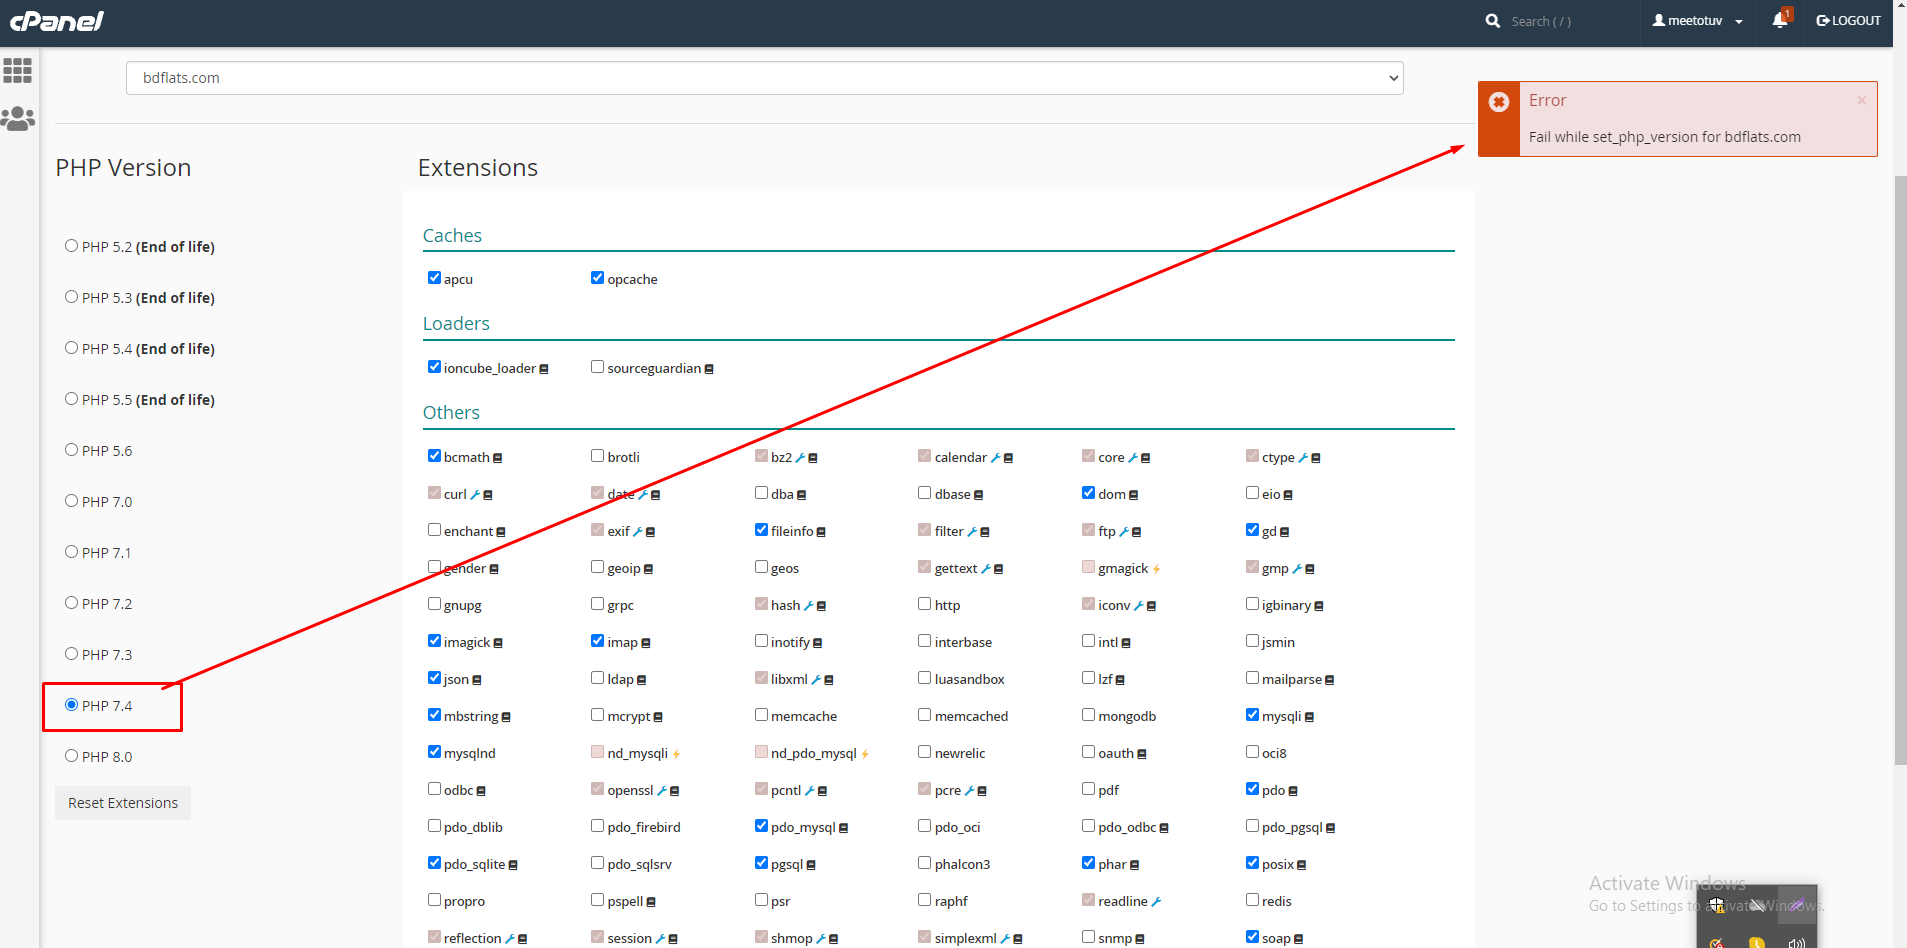 cPanel
Search ( / )
meetotuv
1
LOGOUT
bdflats.com
Error
×
Fail while set_php_version for bdflats.com
PHP Version
PHP 5.2 (End of life)
PHP 5.3 (End of life)
PHP 5.4 (End of life)
PHP 5.5 (End of life)
PHP 5.6
PHP 7.0
PHP 7.1
PHP 7.2
PHP 7.3
PHP 7.4
PHP 8.0
Reset Extensions
Extensions
Caches
apcu opcache
Loaders
ioncube_loader sourceguardian
Others
bcmath brotli bz2 calendar core ctype
curl date dba dbase dom eio
enchant exif fileinfo filter ftp gd
gender geoip geos gettext gmagick gmp
gnupg grpc hash http iconv igbinary
imagick imap inotify interbase intl jsmin
json ldap libxml luasandbox lzf mailparse
mbstring mcrypt memcache memcached mongodb mysqli
mysqlnd nd_mysqli nd_pdo_mysql newrelic oauth oci8
odbc openssl pcntl pcre pdf pdo
pdo_dblib pdo_firebird pdo_mysql pdo_oci pdo_odbc pdo_pgsql
pdo_sqlite pdo_sqlsrv pgsql phalcon3 phar posix
propro pspell psr raphf readline redis
reflection session shmop simplexml snmp soap
Activate Windows
Go to Settings to activate Windows.